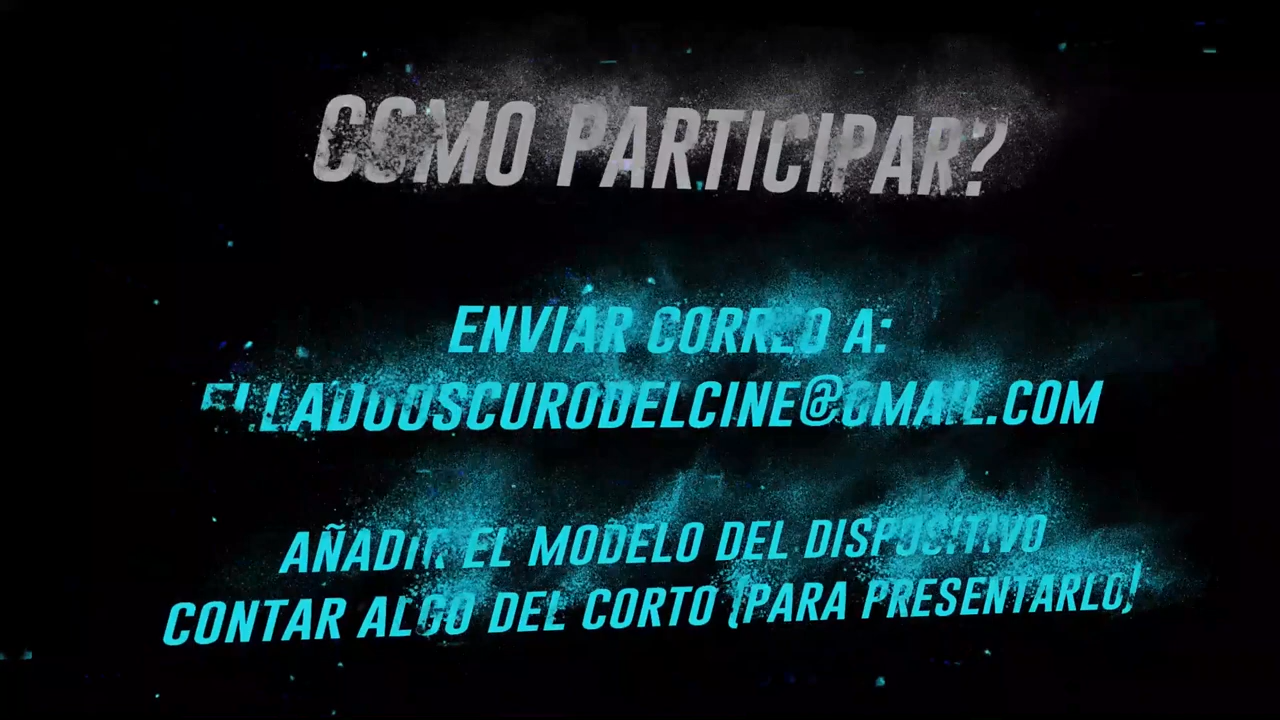 COMO PARTICIPAR?
ENVIAR CORREO A:
ELLADOOSCURODELCINE@GMAIL.COM
AÑADIR EL MODELO DEL DISPOSITIVO
CONTAR ALGO DEL CORTO (PARA PRESENTARLO)